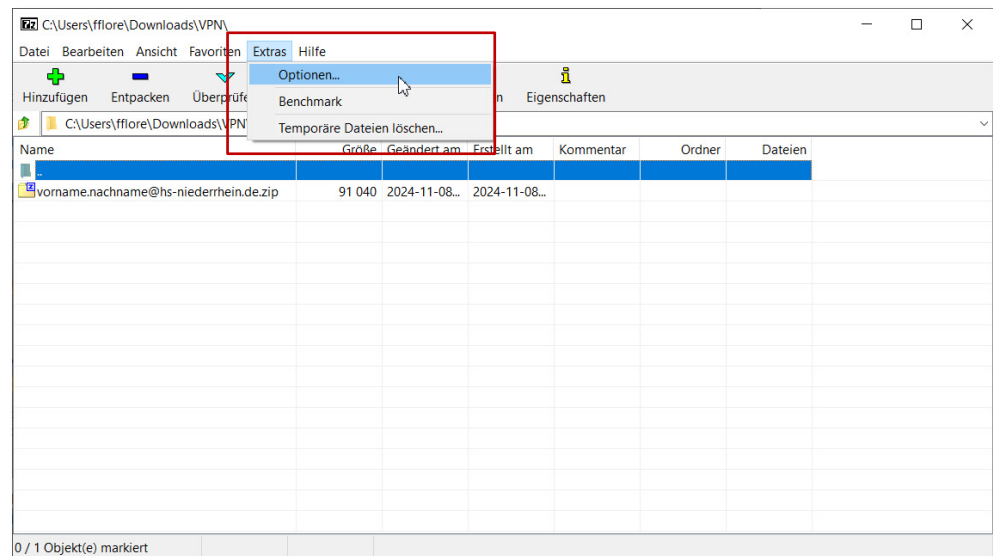 C:\Users\fflore\Downloads\VPN\
Datei Bearbeiten Ansicht Favoriten Extras Hilfe
Optionen...
Benchmark
Temporäre Dateien löschen...
Hinzufügen Entpacken Eigenschaften
C:\Users\fflore\Downloads\VPN
Name Größe Geändert am Erstellt am Kommentar Ordner Dateien
..
vorname.nachname@hs-niederrhein.de.zip 91 040 2024-11-08... 2024-11-08...
0 / 1 Objekt(e) markiert